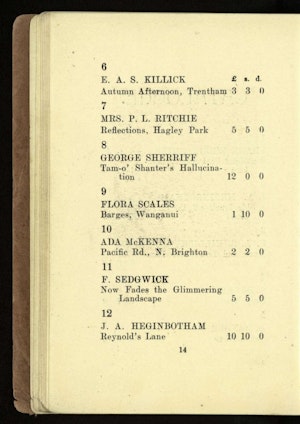 6
E. A. S. KILLICK £ s. d.
Autumn Afternoon, Trentham 3 3 0
7
MRS. P. L. RITCHIE
Reflections, Hagley Park 5 5 0
8
GEORGE SHERRIFF
Tam-o' Shanter's Hallucina-
tion 12 0 0
9
FLORA SCALES
Barges, Wanganui 1 10 0
10
ADA McKENNA
Pacific Rd., N. Brighton 2 2 0
11
F. SEDGWICK
Now Fades the Glimmering
Landscape 5 5 0
12
J. A. HEGINBOTHAM
Reynold's Lane 10 10 0
14